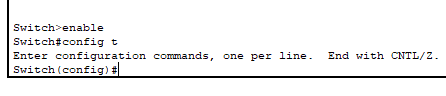 Switch>enable
Switch#config t
Enter configuration commands, one per line.  End with CNTL/Z.
Switch(config)#